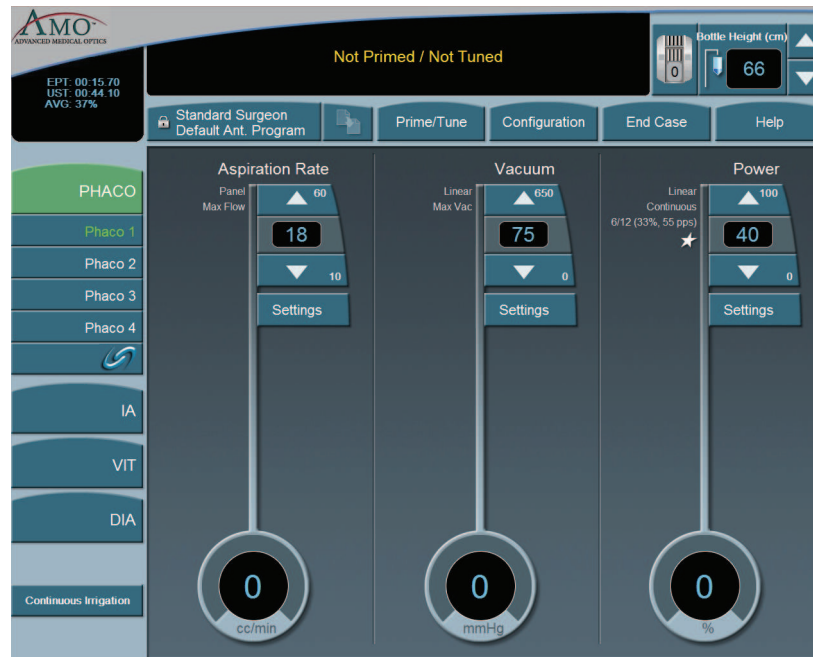 AMO
ADVANCED MEDICAL OPTICS
EPT: 00:15.70
UST: 00:44.10
AVG: 37%
Not Primed / Not Tuned
0
Bottle Height (cm)
66
Standard Surgeon
Default Ant. Program
Prime/Tune
Configuration
End Case
Help
PHACO
Phaco 1
Phaco 2
Phaco 3
Phaco 4
IA
VIT
DIA
Continuous Irrigation
Aspiration Rate
Panel
Max Flow
60
18
10
Settings
0
cc/min
Vacuum
Linear
Max Vac
650
75
0
Settings
0
mmHg
Power
Linear
Continuous
6/12 (33%, 55 pps)
100
40
0
Settings
0
%